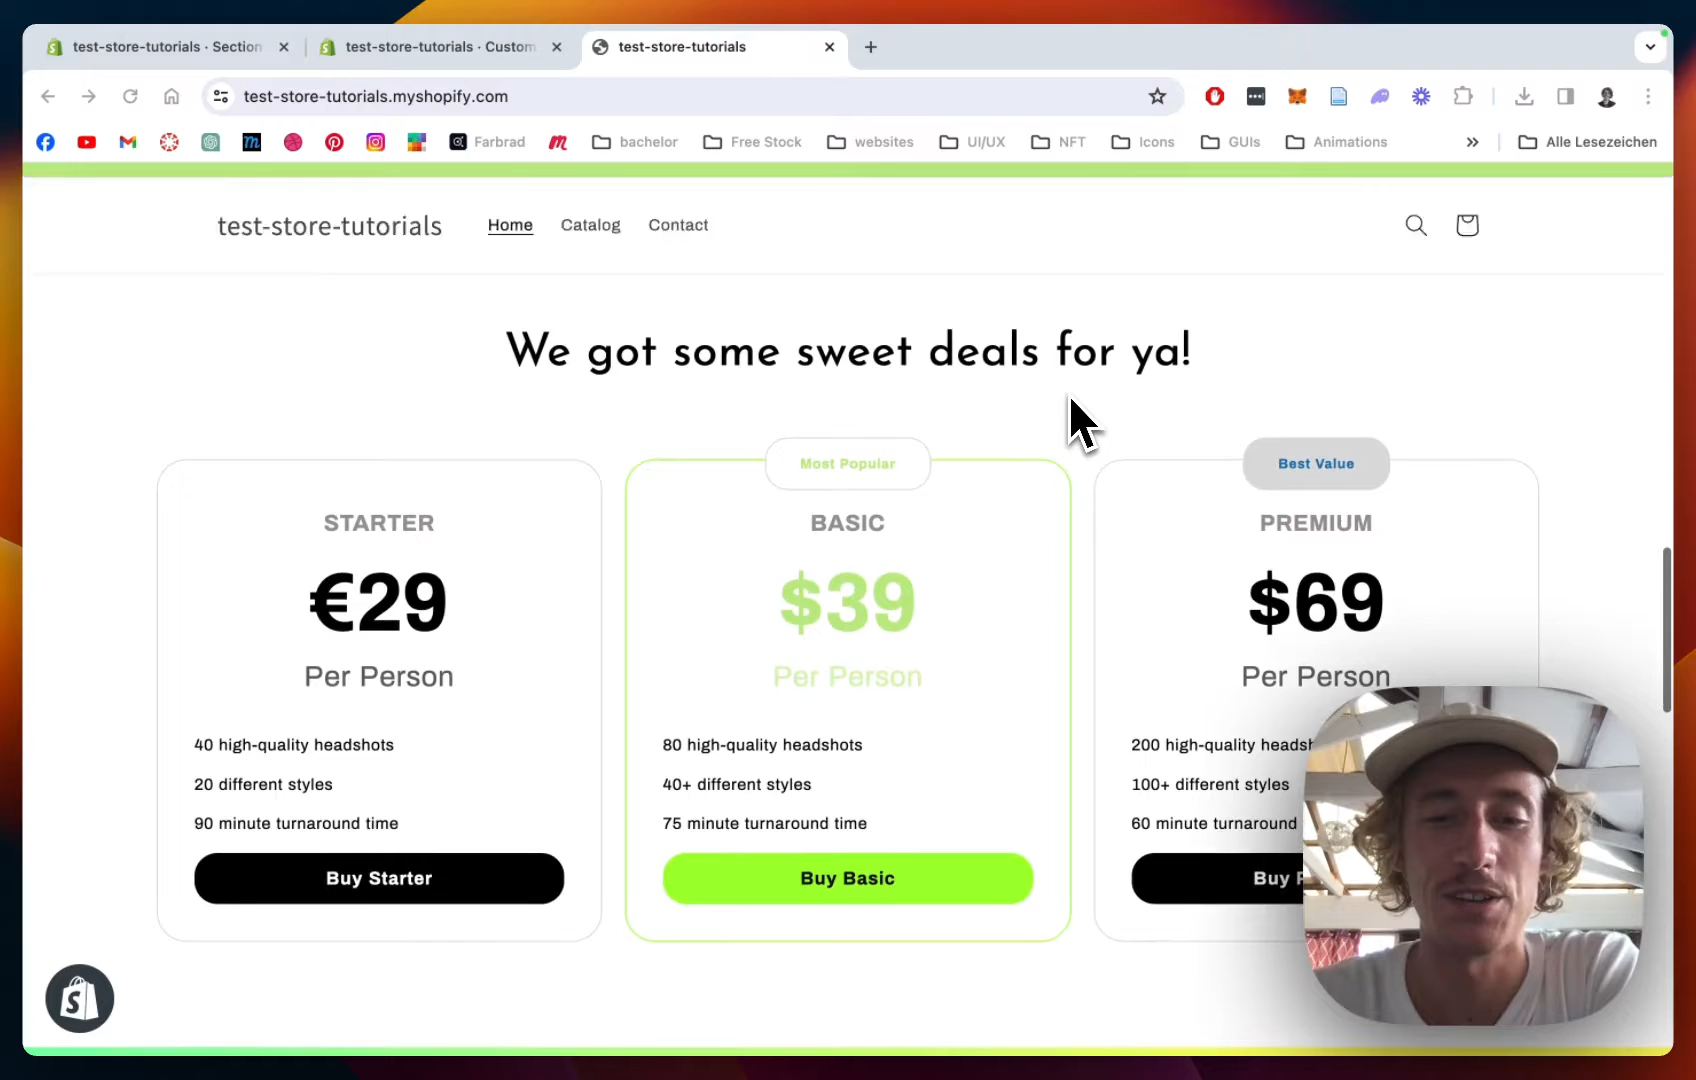 test-store-tutorials · Section
test-store-tutorials · Custom
test-store-tutorials
test-store-tutorials.myshopify.com
Farbrad
bachelor
Free Stock
websites
UI/UX
NFT
Icons
GUIs
Animations
Alle Lesezeichen
test-store-tutorials
Home
Catalog
Contact
We got some sweet deals for ya!
STARTER
€29
Per Person
40 high-quality headshots
20 different styles
90 minute turnaround time
Buy Starter
Most Popular
BASIC
$39
Per Person
80 high-quality headshots
40+ different styles
75 minute turnaround time
Buy Basic
Best Value
PREMIUM
$69
Per Person
200 high-quality
100+ different styles
60 minute turnaround
Buy